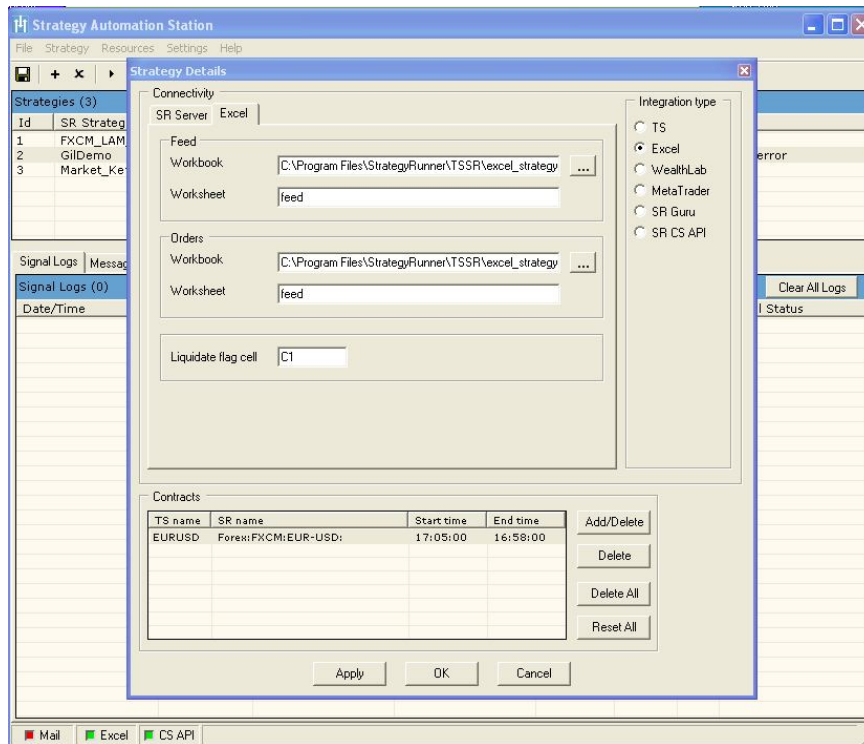 Strategy Automation Station
File Strategy Resources Settings Help
Strategy Details
Strategies (3)
Id SR Strateg
1 FXCM_LAM_
2 GilDemo error
3 Market_Ke
Connectivity
SR Server Excel
Feed
Workbook C:\Program Files\StrategyRunner\TSSR\excel_strategy ...
Worksheet feed
Orders
Workbook C:\Program Files\StrategyRunner\TSSR\excel_strategy ...
Worksheet feed
Liquidate flag cell C1
Integration type
TS
Excel
WealthLab
MetaTrader
SR Guru
SR CS API
Signal Logs Messag
Signal Logs (0) Clear All Logs
Date/Time l Status
Contracts
TS name SR name Start time End time
EURUSD Forex:FXCM:EUR-USD: 17:05:00 16:58:00
Add/Delete
Delete
Delete All
Reset All
Apply OK Cancel
Mail Excel CS API